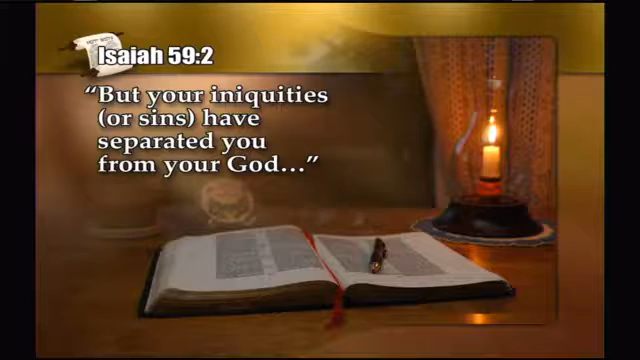 Isaiah 59:2
“But your iniquities
(or sins) have
separated you
from your God...”